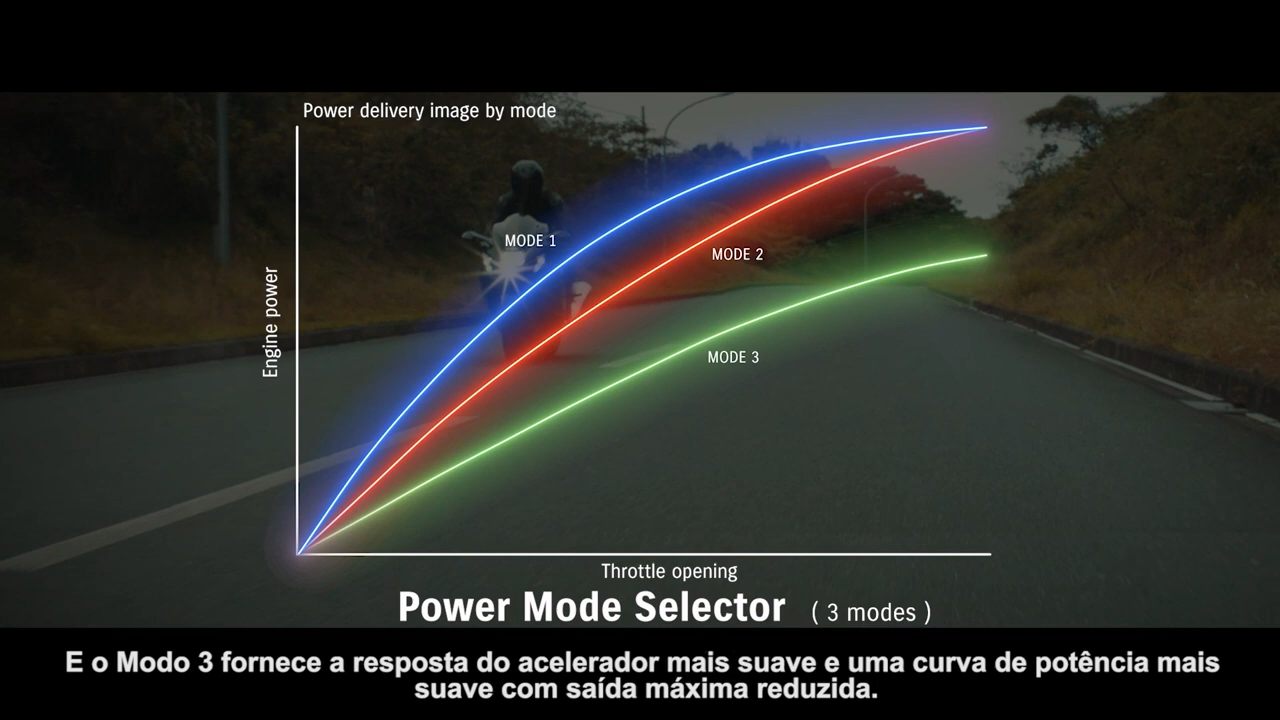 Power delivery image by mode
MODE 1
MODE 2
Engine power
MODE 3
Throttle opening
Power Mode Selector ( 3 modes )
E o Modo 3 fornece a resposta do acelerador mais suave e uma curva de potência mais
suave com saída máxima reduzida.